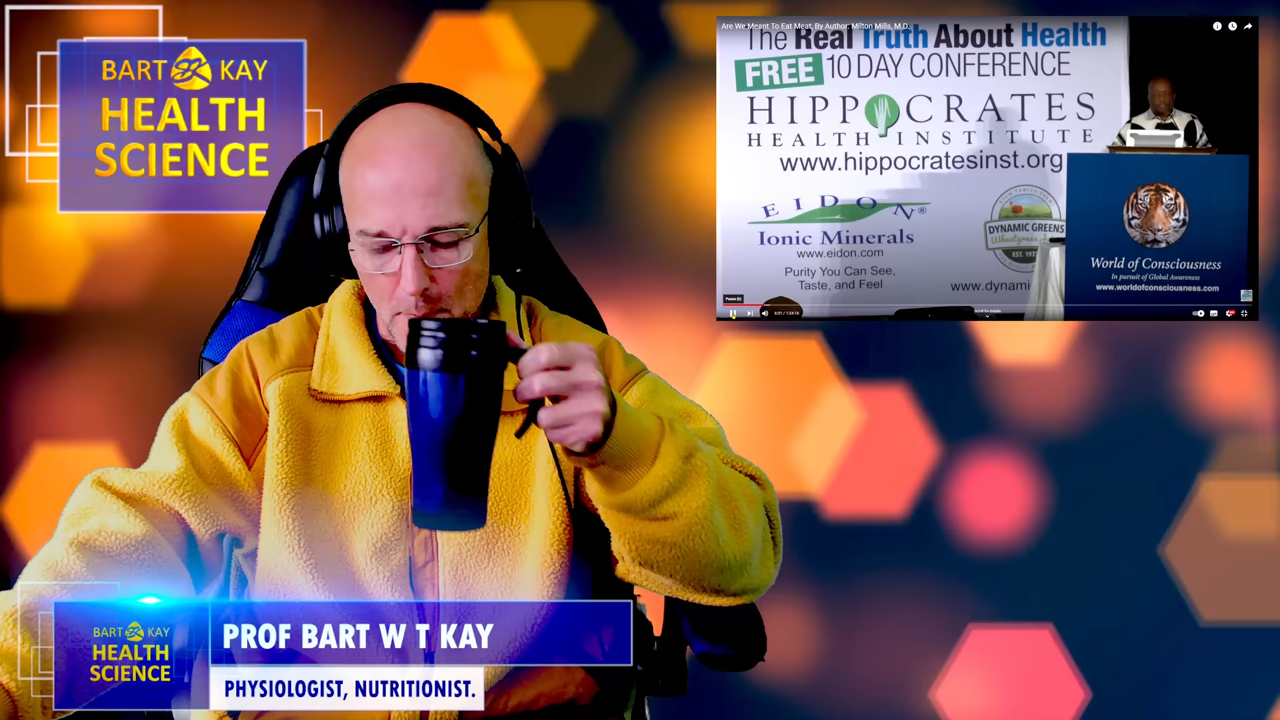 BART KAY
HEALTH
SCIENCE
Are We Meant To Eat Meat, By Author: Milton Mills, M.D.
The Real Truth About Health
FREE 10 DAY CONFERENCE
HIPPOCRATES
HEALTH INSTITUTE
www.hippocratesinst.org
EIDON®
Ionic Minerals
www.eidon.com
Purity You Can See,
Taste, and Feel
DYNAMIC GREENS
EST. 197
www.dynami
World of Consciousness
In pursuit of Global Awareness
www.worldofconsciousness.com
Pause (k)
BART KAY
HEALTH
SCIENCE
PROF BART W T KAY
PHYSIOLOGIST, NUTRITIONIST.